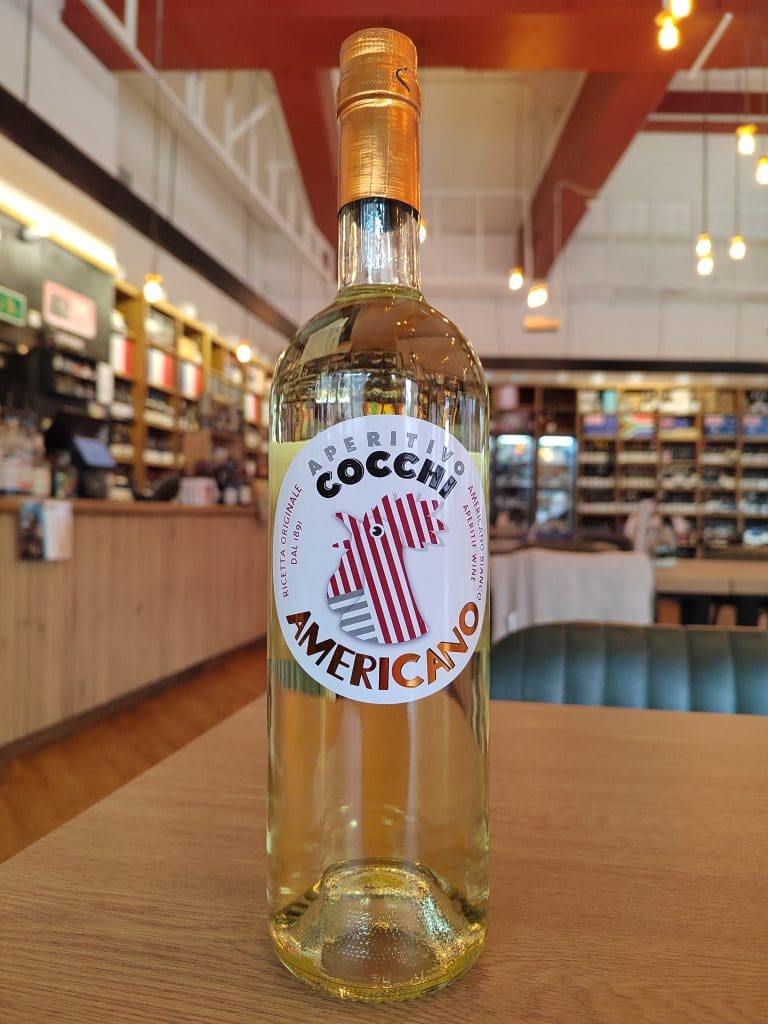 APERITIVO
COCCHI
RICETTA ORIGINALE
DAL 1891
AMERICANO BIANCO
APERITIF WINE
AMERICANO